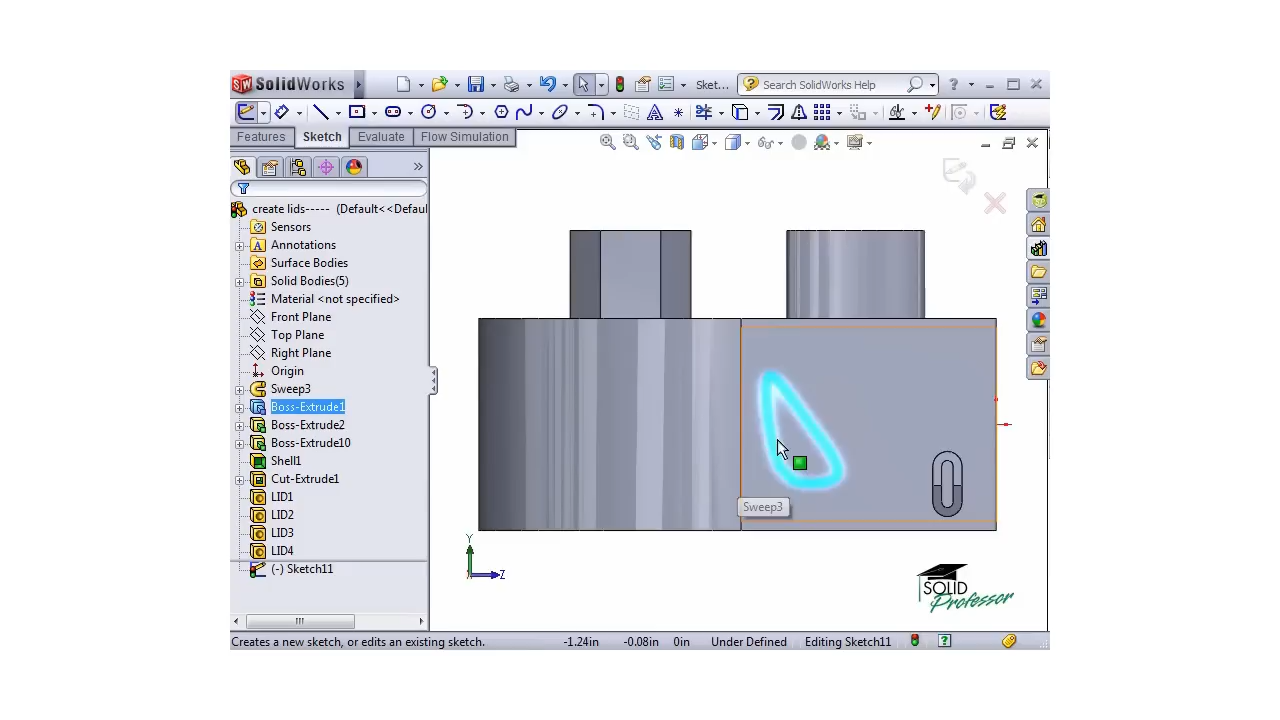 SolidWorks
Sket...
Search SolidWorks Help
Features
Sketch
Evaluate
Flow Simulation
create lids----- (Default<<Defaul
Sensors
Annotations
Surface Bodies
Solid Bodies(5)
Material <not specified>
Front Plane
Top Plane
Right Plane
Origin
Sweep3
Boss-Extrude1
Boss-Extrude2
Boss-Extrude10
Shell1
Cut-Extrude1
LID1
LID2
LID3
LID4
(-) Sketch11
Sweep3
Y
Z
SOLID
Professor
Creates a new sketch, or edits an existing sketch.
-1.24in
-0.08in
0in
Under Defined
Editing Sketch11